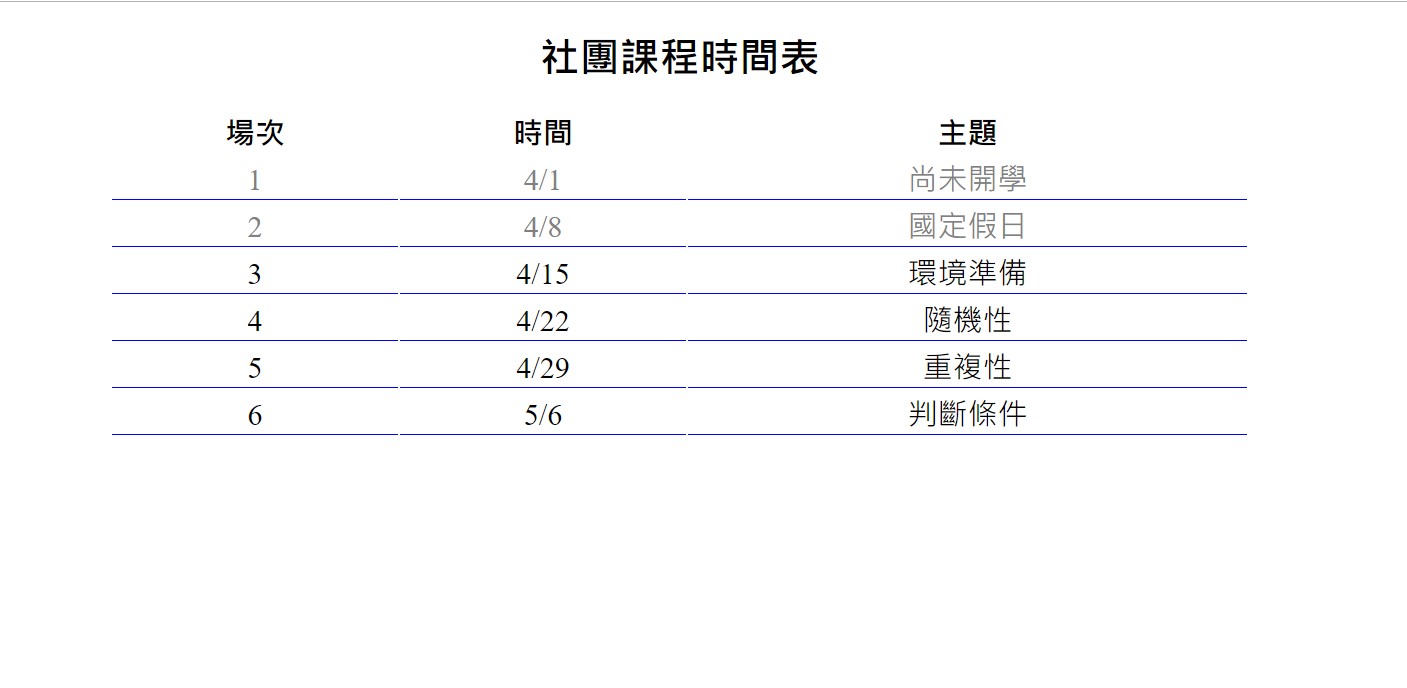 社團課程時間表
場次 時間 主題
1 4/1 尚未開學
2 4/8 國定假日
3 4/15 環境準備
4 4/22 隨機性
5 4/29 重複性
6 5/6 判斷條件